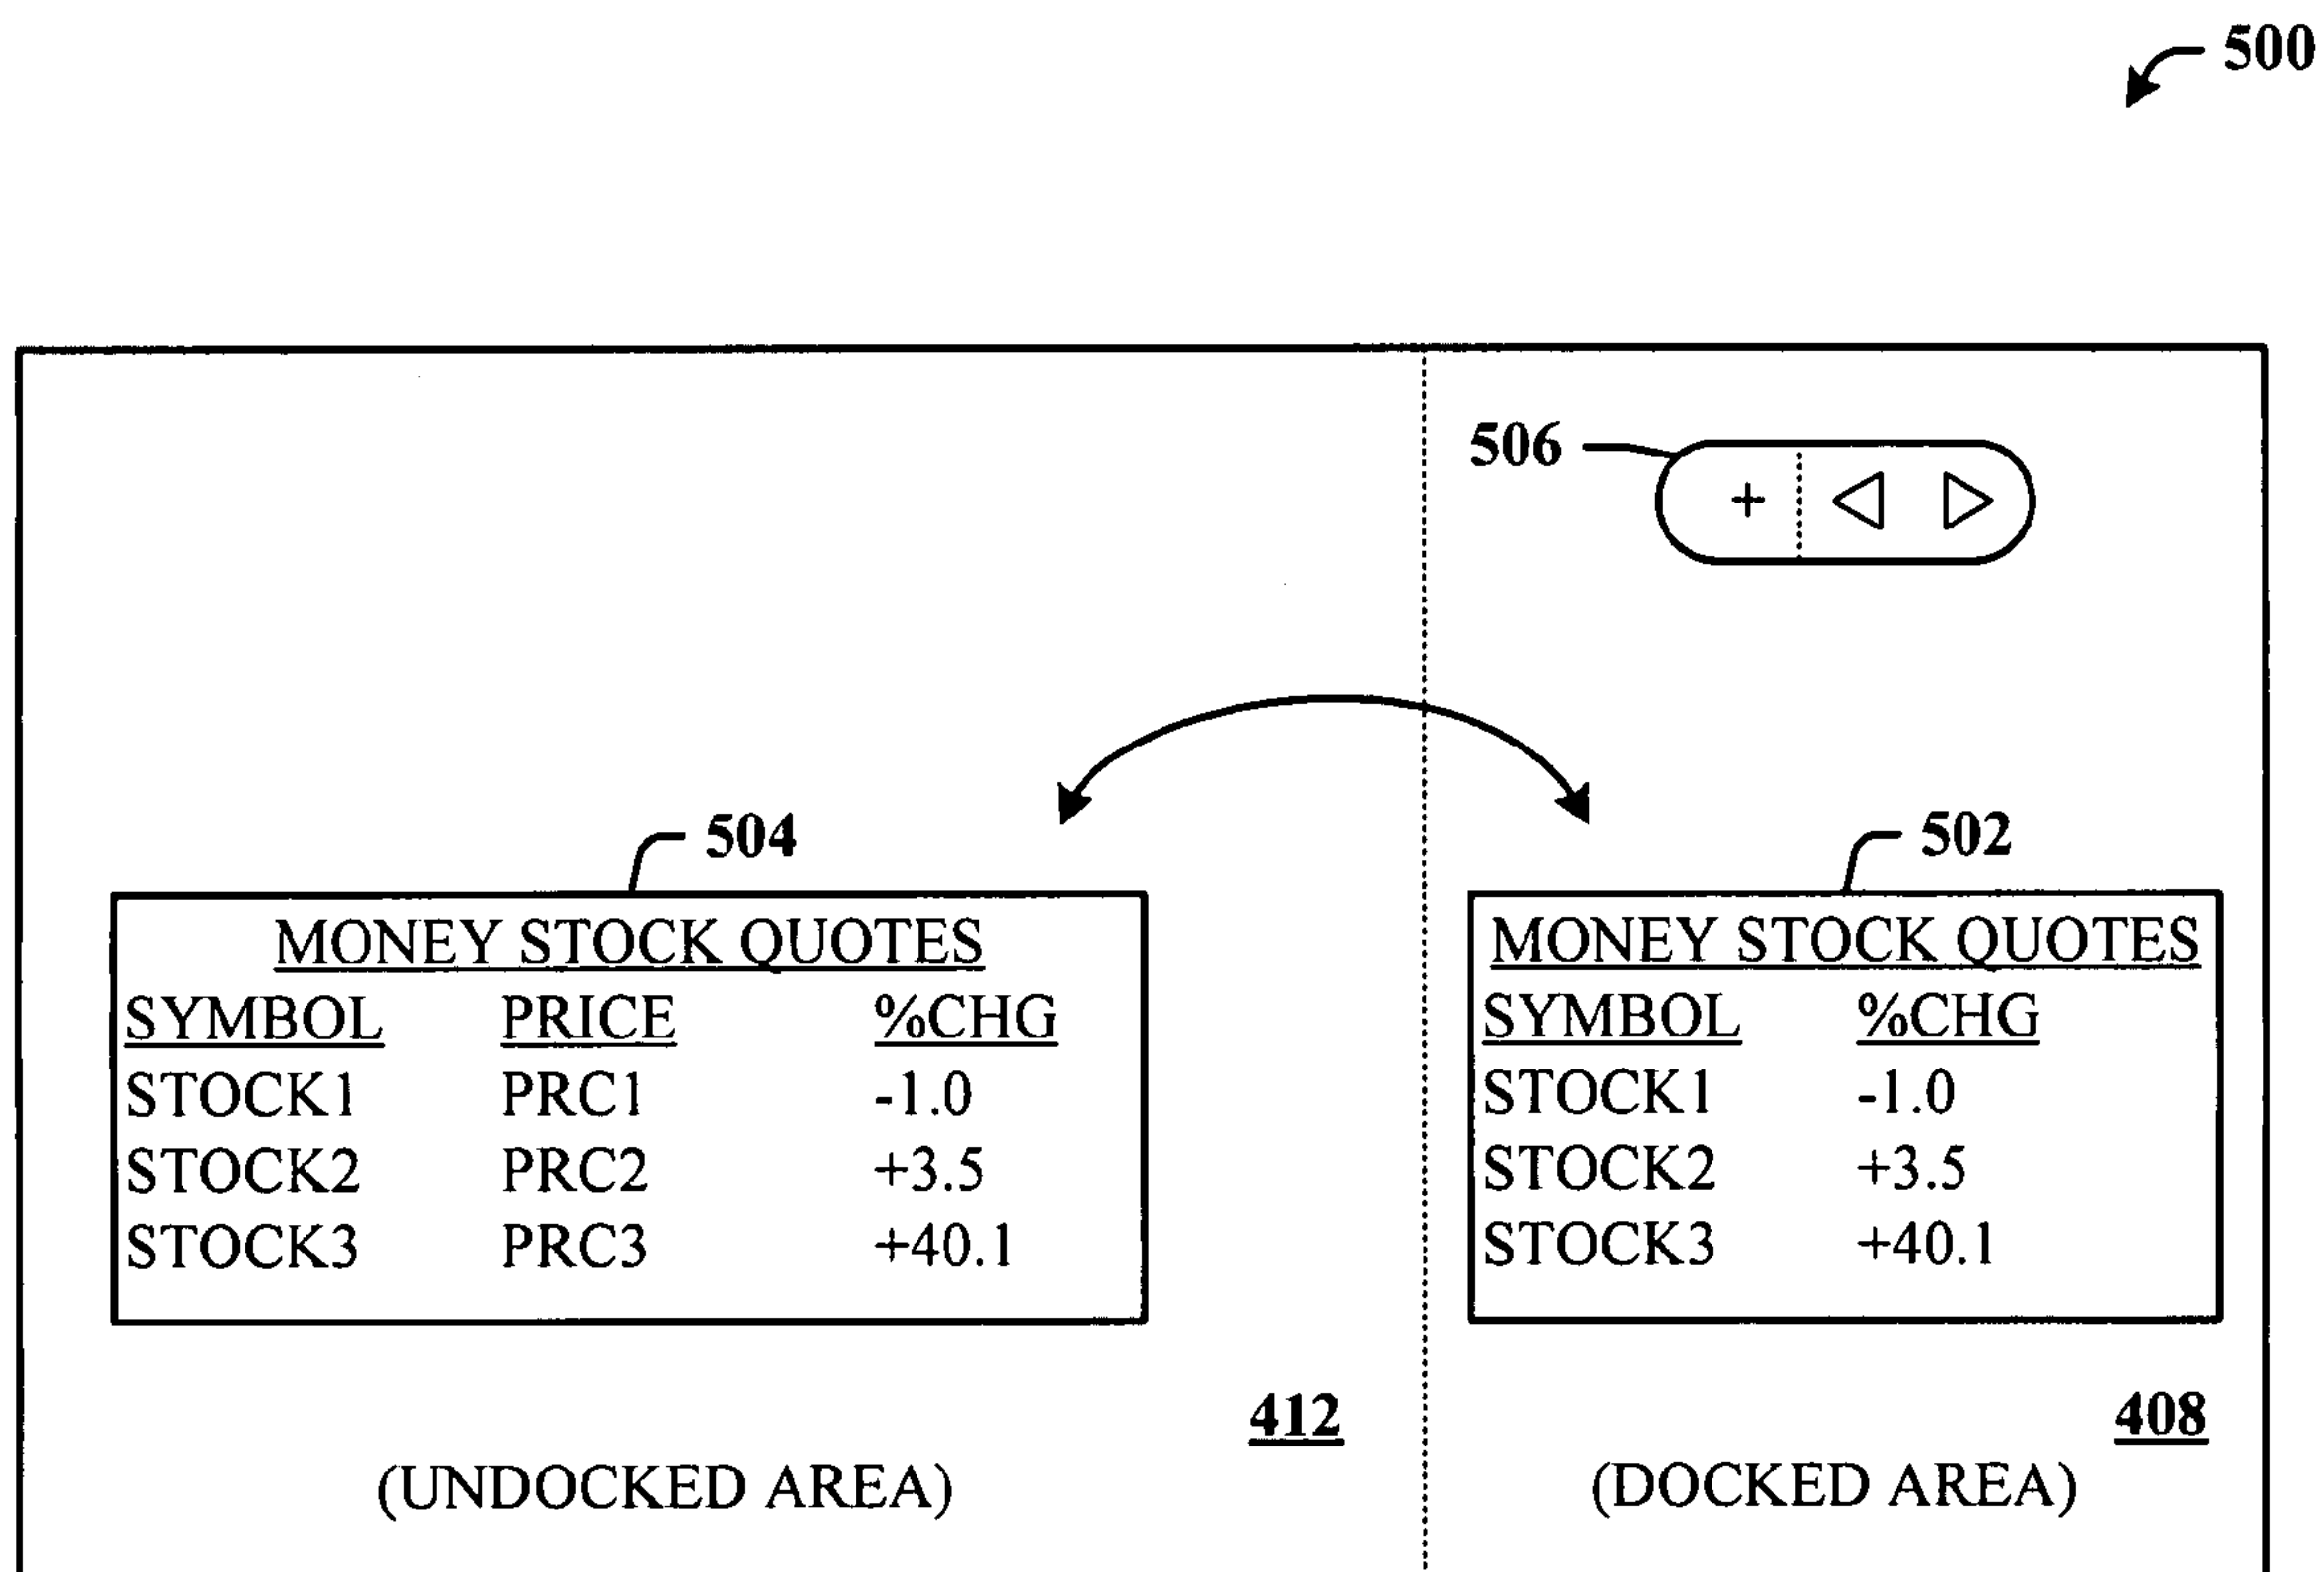 500
506
+
504
MONEY STOCK QUOTES
SYMBOL PRICE %CHG
STOCK1 PRC1 -1.0
STOCK2 PRC2 +3.5
STOCK3 PRC3 +40.1
412
(UNDOCKED AREA)
502
MONEY STOCK QUOTES
SYMBOL %CHG
STOCK1 -1.0
STOCK2 +3.5
STOCK3 +40.1
408
(DOCKED AREA)